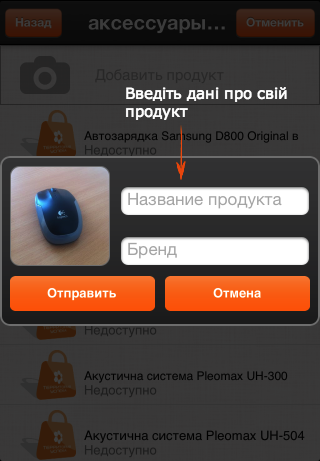 Назад
аксессуары...
Отменить
Добавить продукт
Введіть дані про свій
продукт
Автозарядка Samsung D800 Original в
Недоступно
Название продукта
Бренд
Отправить
Отмена
Недоступно
Акустична система Pleomax UH-300
Недоступно
Акустична система Pleomax UH-504
Недоступно